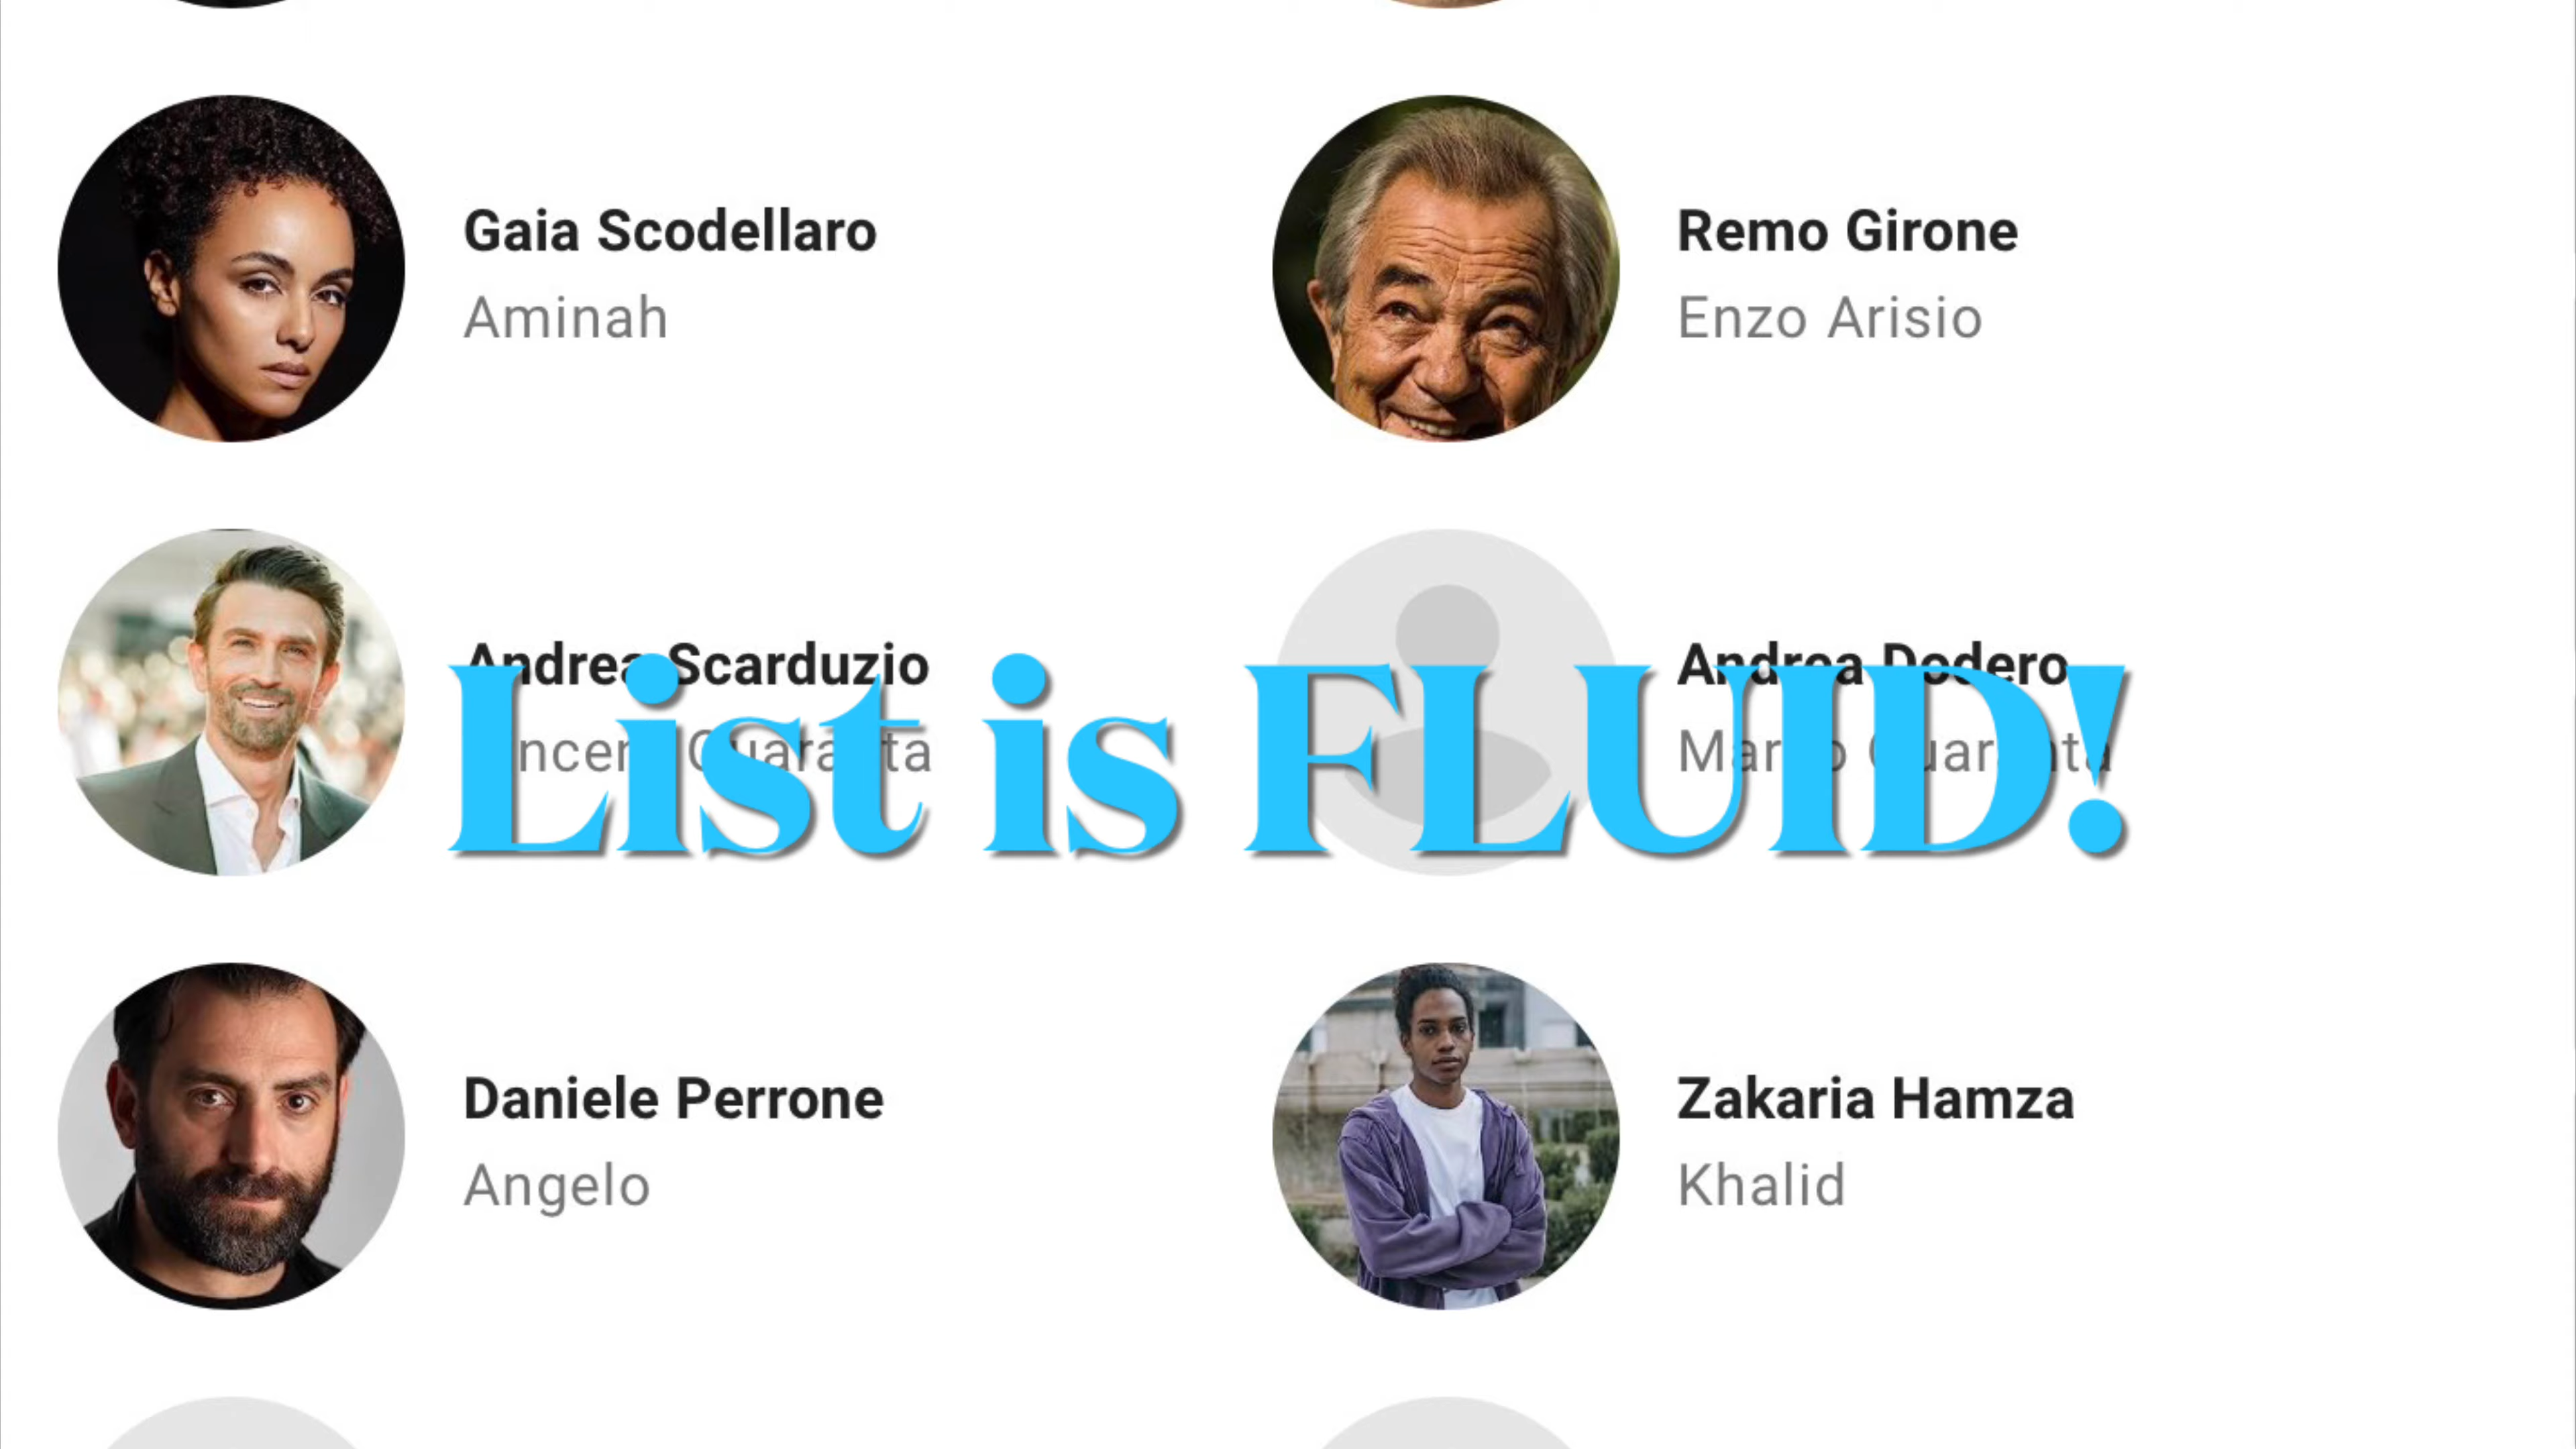 Gaia Scodellaro
Aminah
Remo Girone
Enzo Arisio
Andrea Scarduzio
Andrea Dodero
List is FLUID!
Daniele Perrone
Angelo
Zakaria Hamza
Khalid